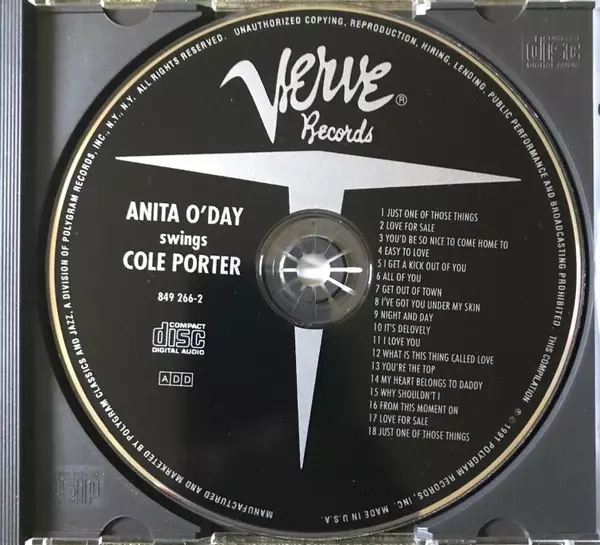 Verve®
Records
ANITA O'DAY
swings
COLE PORTER
849 266-2
COMPACT
disc
DIGITAL AUDIO
A D D
1 JUST ONE OF THOSE THINGS
2 LOVE FOR SALE
3 YOU'D BE SO NICE TO COME HOME TO
4 EASY TO LOVE
5 I GET A KICK OUT OF YOU
6 ALL OF YOU
7 GET OUT OF TOWN
8 I'VE GOT YOU UNDER MY SKIN
9 NIGHT AND DAY
10 IT'S DELOVELY
11 I LOVE YOU
12 WHAT IS THIS THING CALLED LOVE
13 YOU'RE THE TOP
14 MY HEART BELONGS TO DADDY
15 WHY SHOULDN'T I
16 FROM THIS MOMENT ON
17 LOVE FOR SALE
18 JUST ONE OF THOSE THINGS
MANUFACTURED AND MARKETED BY POLYGRAM CLASSICS AND JAZZ, A DIVISION OF POLYGRAM RECORDS, INC., N.Y., N.Y. ALL RIGHTS RESERVED. UNAUTHORIZED COPYING, REPRODUCTION, HIRING, LENDING, PUBLIC PERFORMANCE AND BROADCASTING PROHIBITED. THIS COMPILATION ℗©1991 POLYGRAM RECORDS, INC. MADE IN U.S.A.
COMPACT
disc
DIGITAL AUDIO